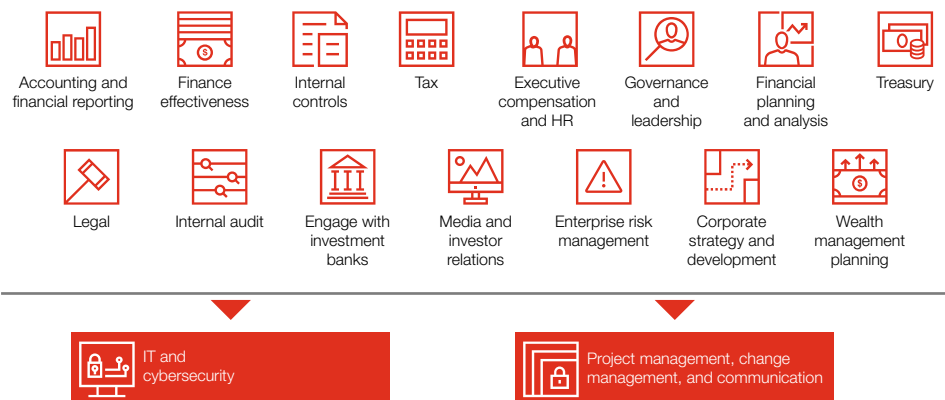 Accounting and
financial reporting
Finance
effectiveness
Internal
controls
Tax
Executive
compensation
and HR
Governance
and
leadership
Financial
planning
and analysis
Treasury
Legal
Internal audit
Engage with
investment
banks
Media and
investor
relations
Enterprise risk
management
Corporate
strategy and
development
Wealth
management
planning
IT and
cybersecurity
Project management, change
management, and communication